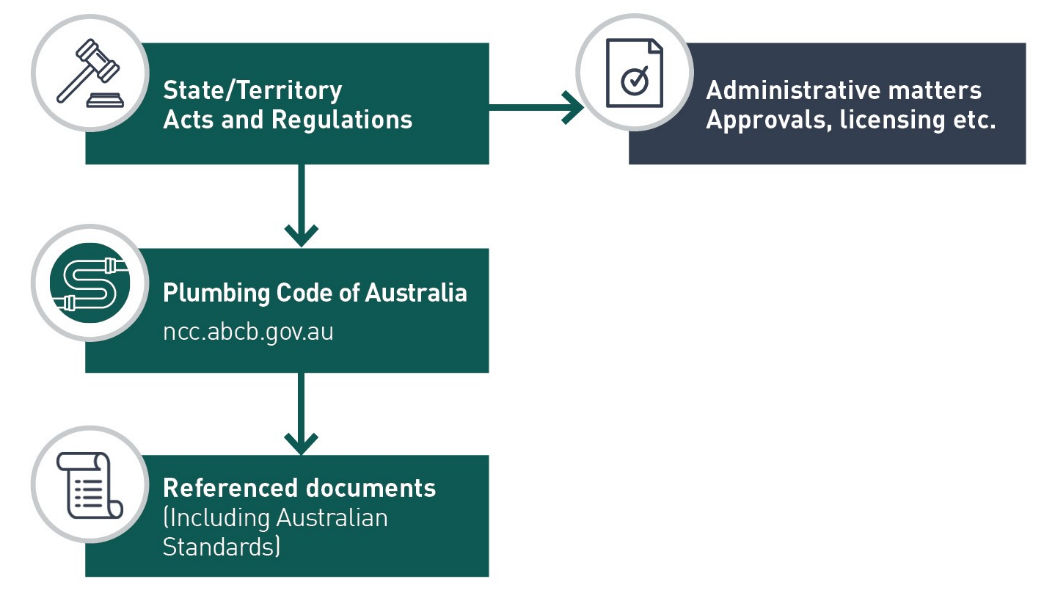 State/Territory
Acts and Regulations
Administrative matters
Approvals, licensing etc.
Plumbing Code of Australia
ncc.abcb.gov.au
Referenced documents
(Including Australian
Standards)